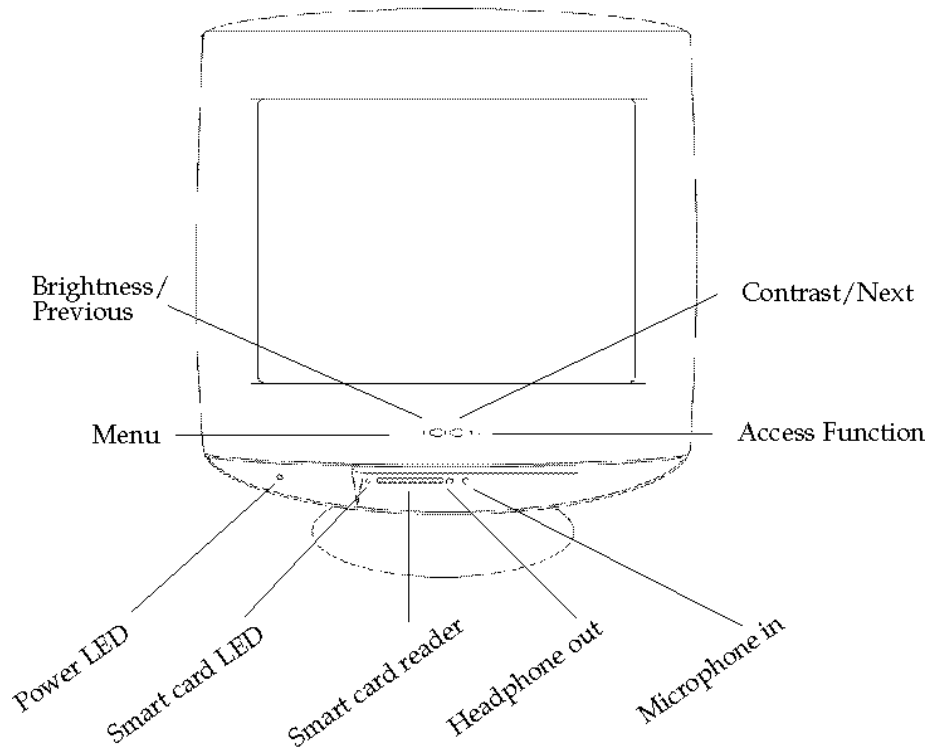 Brightness/
Previous
Contrast/Next
Menu
Access Function
Power LED
Smart card LED
Smart card reader
Headphone out
Microphone in